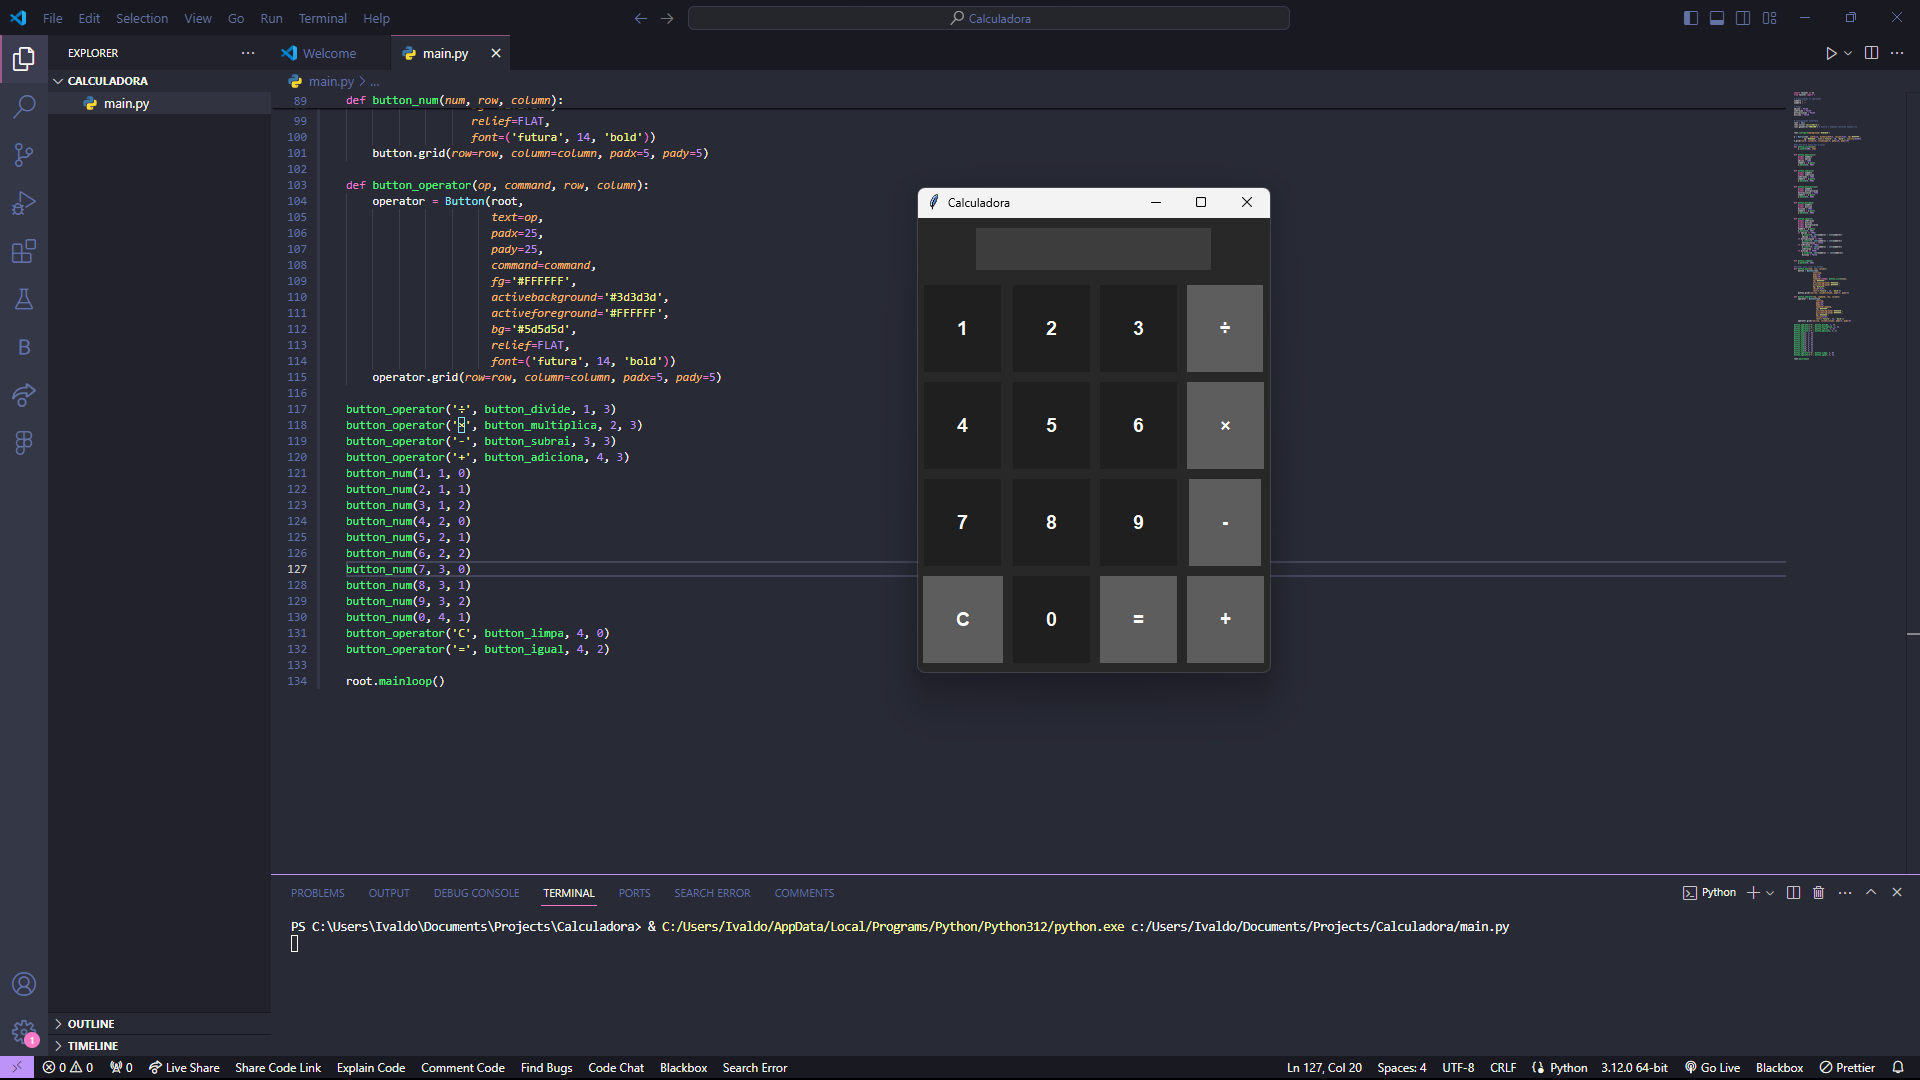 File Edit Selection View Go Run Terminal Help
Calculadora
EXPLORER
Welcome
main.py
CALCULADORA
main.py
main.py > ...
89 def button_num(num, row, column):
99 relief=FLAT,
100 font=('futura', 14, 'bold'))
101 button.grid(row=row, column=column, padx=5, pady=5)
102
103 def button_operator(op, command, row, column):
104 operator = Button(root,
105 text=op,
106 padx=25,
107 pady=25,
108 command=command,
109 fg='#FFFFFF',
110 activebackground='#3d3d3d',
111 activeforeground='#FFFFFF',
112 bg='#5d5d5d',
113 relief=FLAT,
114 font=('futura', 14, 'bold'))
115 operator.grid(row=row, column=column, padx=5, pady=5)
116
117 button_operator('÷', button_divide, 1, 3)
118 button_operator('×', button_multiplica, 2, 3)
119 button_operator('-', button_subrai, 3, 3)
120 button_operator('+', button_adiciona, 4, 3)
121 button_num(1, 1, 0)
122 button_num(2, 1, 1)
123 button_num(3, 1, 2)
124 button_num(4, 2, 0)
125 button_num(5, 2, 1)
126 button_num(6, 2, 2)
127 button_num(7, 3, 0)
128 button_num(8, 3, 1)
129 button_num(9, 3, 2)
130 button_num(0, 4, 1)
131 button_operator('C', button_limpa, 4, 0)
132 button_operator('=', button_igual, 4, 2)
133
134 root.mainloop()
Calculadora
1 2 3 ÷
4 5 6 ×
7 8 9 -
C 0 = +
PROBLEMS OUTPUT DEBUG CONSOLE TERMINAL PORTS SEARCH ERROR COMMENTS
Python
PS C:\Users\Ivaldo\Documents\Projects\Calculadora> & C:/Users/Ivaldo/AppData/Local/Programs/Python/Python312/python.exe c:/Users/Ivaldo/Documents/Projects/Calculadora/main.py
OUTLINE
TIMELINE
1
0 0 0 Live Share Share Code Link Explain Code Comment Code Find Bugs Code Chat Blackbox Search Error
Ln 127, Col 20 Spaces: 4 UTF-8 CRLF Python 3.12.0 64-bit Go Live Blackbox Prettier